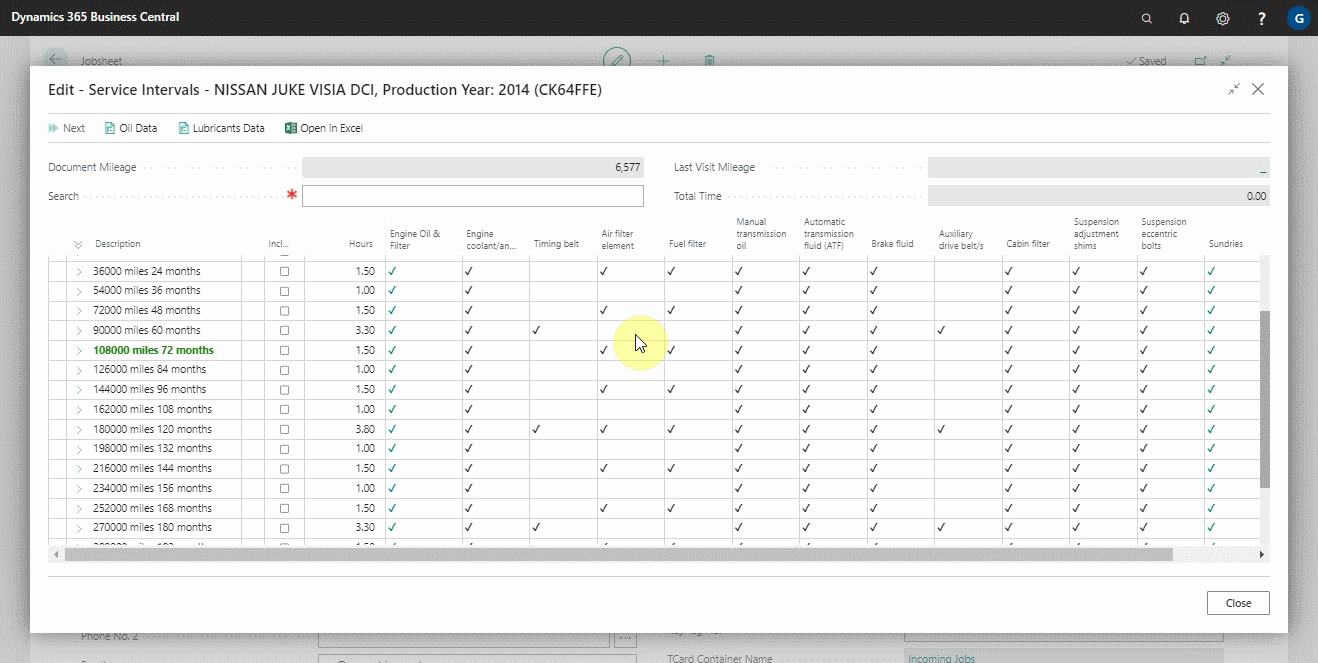 Dynamics 365 Business Central
G
Jobsheet
Saved
Edit - Service Intervals - NISSAN JUKE VISIA DCI, Production Year: 2014 (CK64FFE)
Next Oil Data Lubricants Data Open in Excel
Document Mileage 6,577 Last Visit Mileage _
Search * Total Time 0.00
Description Incl... Hours Engine Oil & Filter Engine coolant/an... Timing belt Air filter element Fuel filter Manual transmission oil Automatic transmission fluid (ATF) Brake fluid Auxiliary drive belt/s Cabin filter Suspension adjustment shims Suspension eccentric bolts Sundries
36000 miles 24 months 1.50 ✓ ✓ ✓ ✓ ✓ ✓ ✓ ✓ ✓ ✓ ✓
54000 miles 36 months 1.00 ✓ ✓ ✓ ✓ ✓ ✓ ✓ ✓ ✓
72000 miles 48 months 1.50 ✓ ✓ ✓ ✓ ✓ ✓ ✓ ✓ ✓ ✓ ✓
90000 miles 60 months 3.30 ✓ ✓ ✓ ✓ ✓ ✓ ✓ ✓ ✓ ✓ ✓
108000 miles 72 months 1.50 ✓ ✓ ✓ ✓ ✓ ✓ ✓ ✓ ✓ ✓ ✓
126000 miles 84 months 1.00 ✓ ✓ ✓ ✓ ✓ ✓ ✓ ✓ ✓
144000 miles 96 months 1.50 ✓ ✓ ✓ ✓ ✓ ✓ ✓ ✓ ✓ ✓ ✓
162000 miles 108 months 1.00 ✓ ✓ ✓ ✓ ✓ ✓ ✓ ✓ ✓
180000 miles 120 months 3.80 ✓ ✓ ✓ ✓ ✓ ✓ ✓ ✓ ✓ ✓ ✓ ✓ ✓
198000 miles 132 months 1.00 ✓ ✓ ✓ ✓ ✓ ✓ ✓ ✓ ✓
216000 miles 144 months 1.50 ✓ ✓ ✓ ✓ ✓ ✓ ✓ ✓ ✓ ✓ ✓
234000 miles 156 months 1.00 ✓ ✓ ✓ ✓ ✓ ✓ ✓ ✓ ✓
252000 miles 168 months 1.50 ✓ ✓ ✓ ✓ ✓ ✓ ✓ ✓ ✓ ✓ ✓
270000 miles 180 months 3.30 ✓ ✓ ✓ ✓ ✓ ✓ ✓ ✓ ✓ ✓ ✓
Close
Phone No. 2
TCard Container Name Incoming Jobs